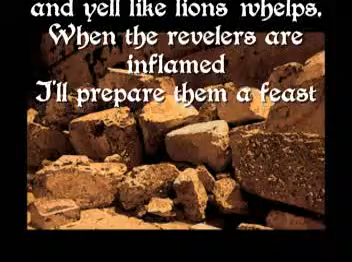 and yell like lions whelps.
When the revelers are
inflamed
I'll prepare them a feast